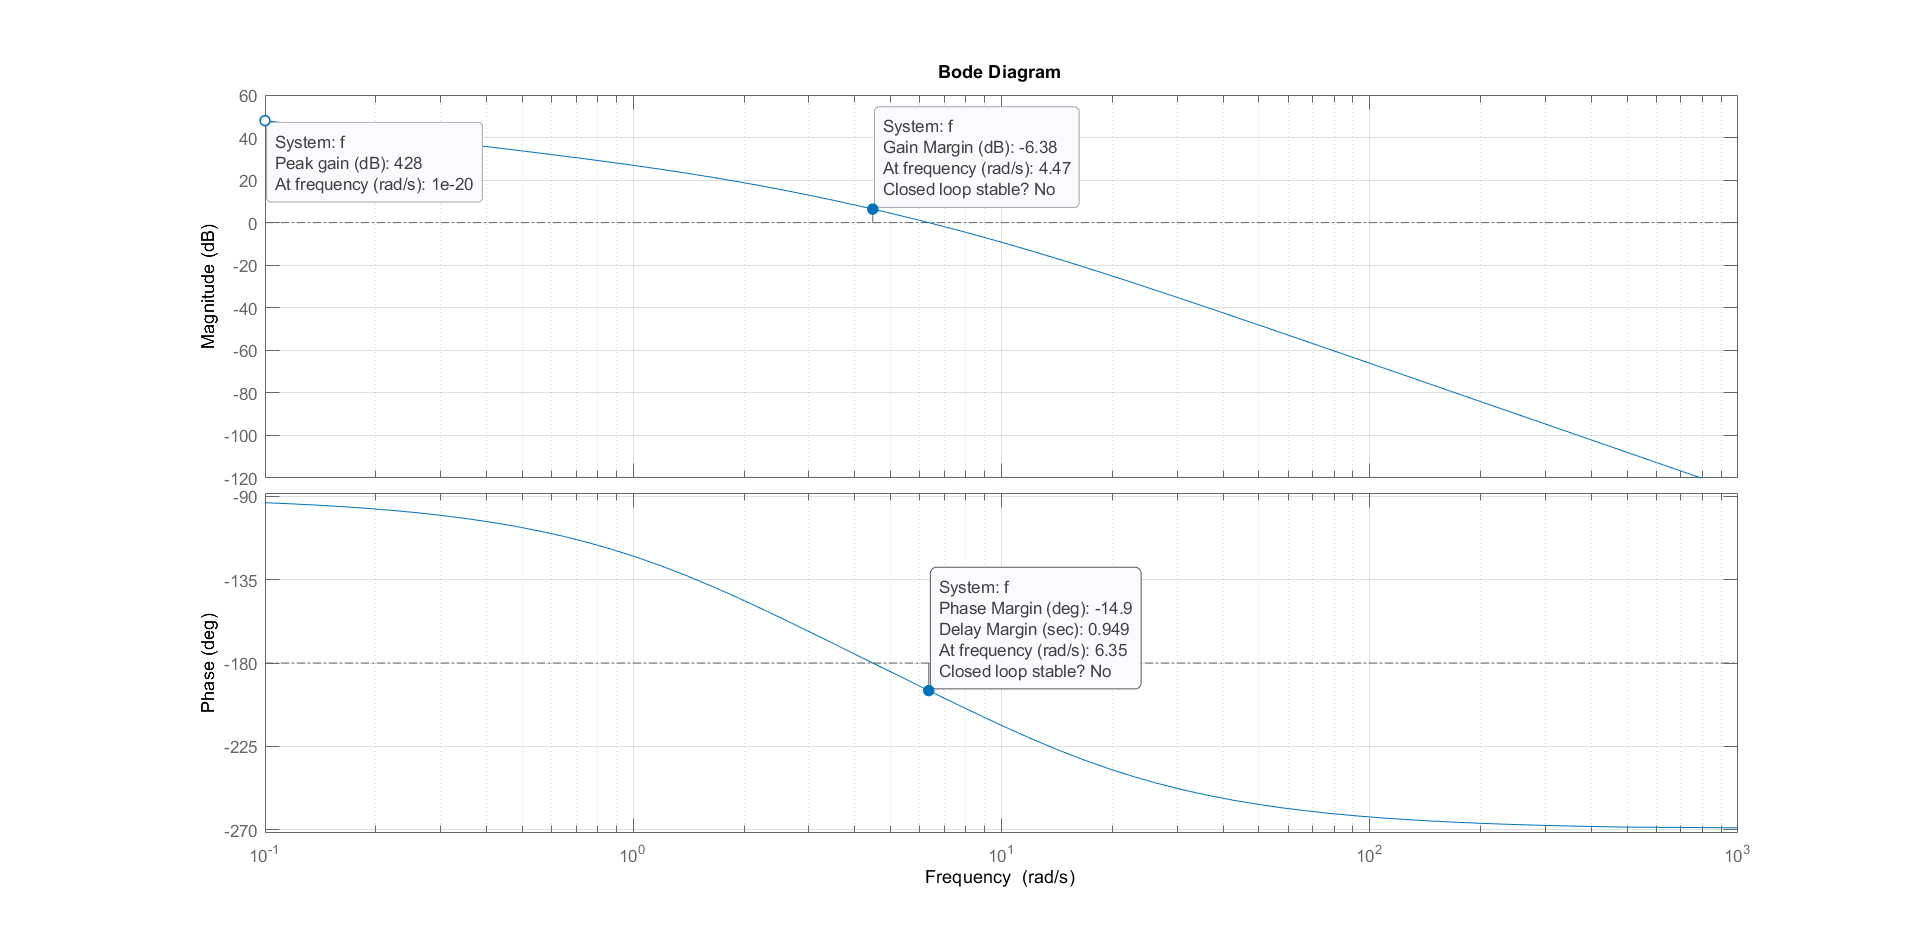 Bode Diagram
60
40
20
0
-20
-40
-60
-80
-100
-120
Magnitude (dB)
System: f
Peak gain (dB): 428
At frequency (rad/s): 1e-20
System: f
Gain Margin (dB): -6.38
At frequency (rad/s): 4.47
Closed loop stable? No
-90
-135
-180
-225
-270
Phase (deg)
System: f
Phase Margin (deg): -14.9
Delay Margin (sec): 0.949
At frequency (rad/s): 6.35
Closed loop stable? No
10-1 100 101 102 103
Frequency (rad/s)